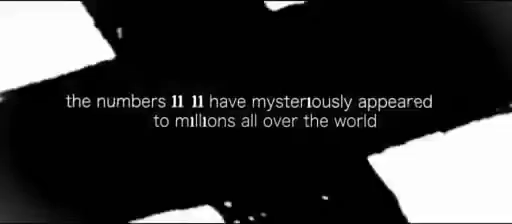 the numbers 11 11 have mysteriously appeared
to millions all over the world